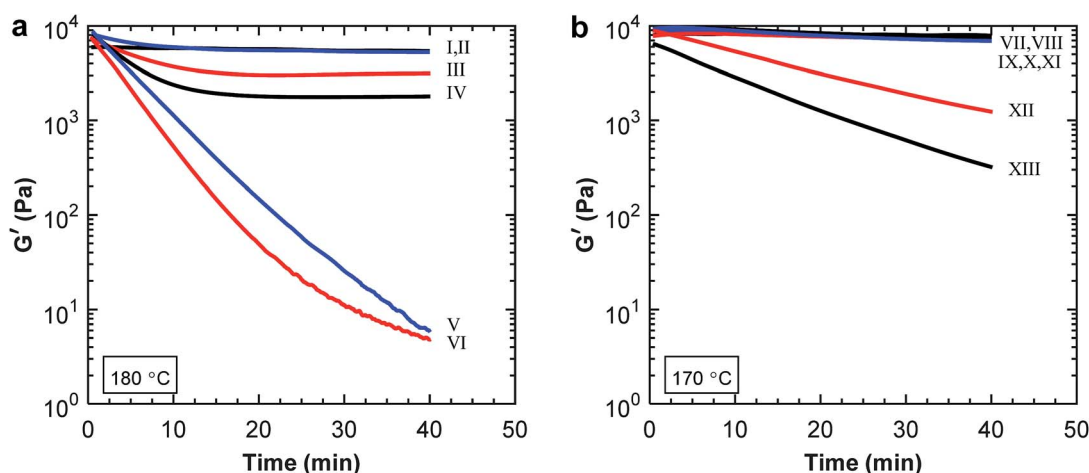 a
10⁴
10³
10²
10¹
10⁰
G′ (Pa)
I,II
III
IV
V
VI
180 °C
0 10 20 30 40 50
Time (min)
b
10⁴
10³
10²
10¹
10⁰
G′ (Pa)
VII,VIII
IX,X,XI
XII
XIII
170 °C
0 10 20 30 40 50
Time (min)